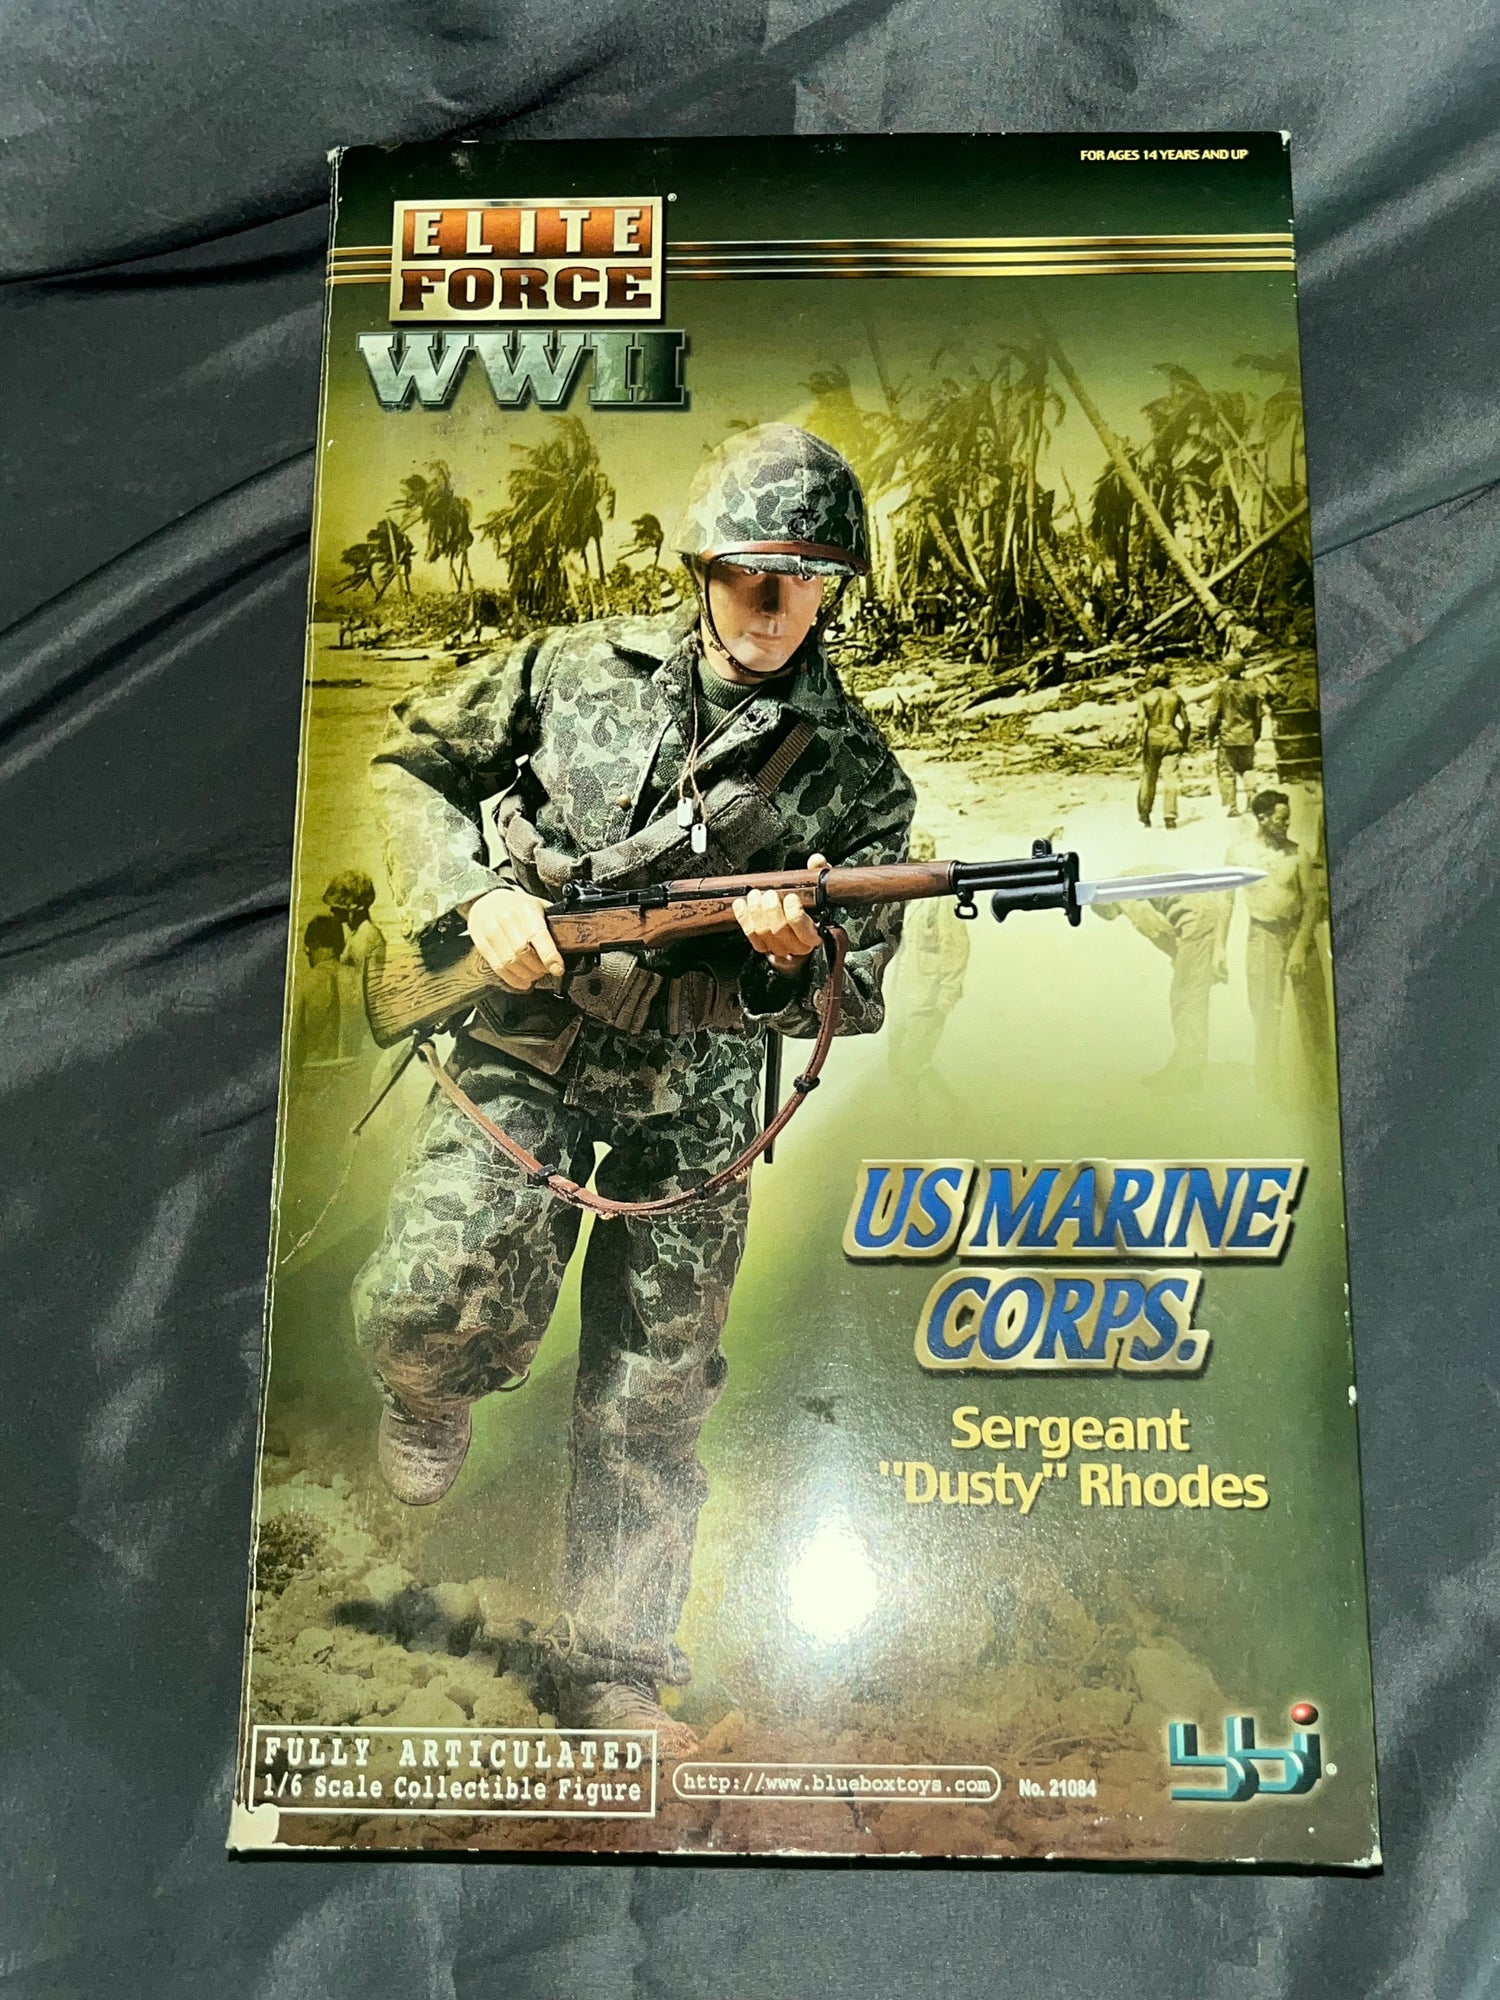 FOR AGES 14 YEARS AND UP
ELITE
FORCE
WWII
US MARINE
CORPS.
Sergeant
"Dusty" Rhodes
FULLY ARTICULATED
1/6 Scale Collectible Figure
http://www.blueboxtoys.com
No. 21084
bbi